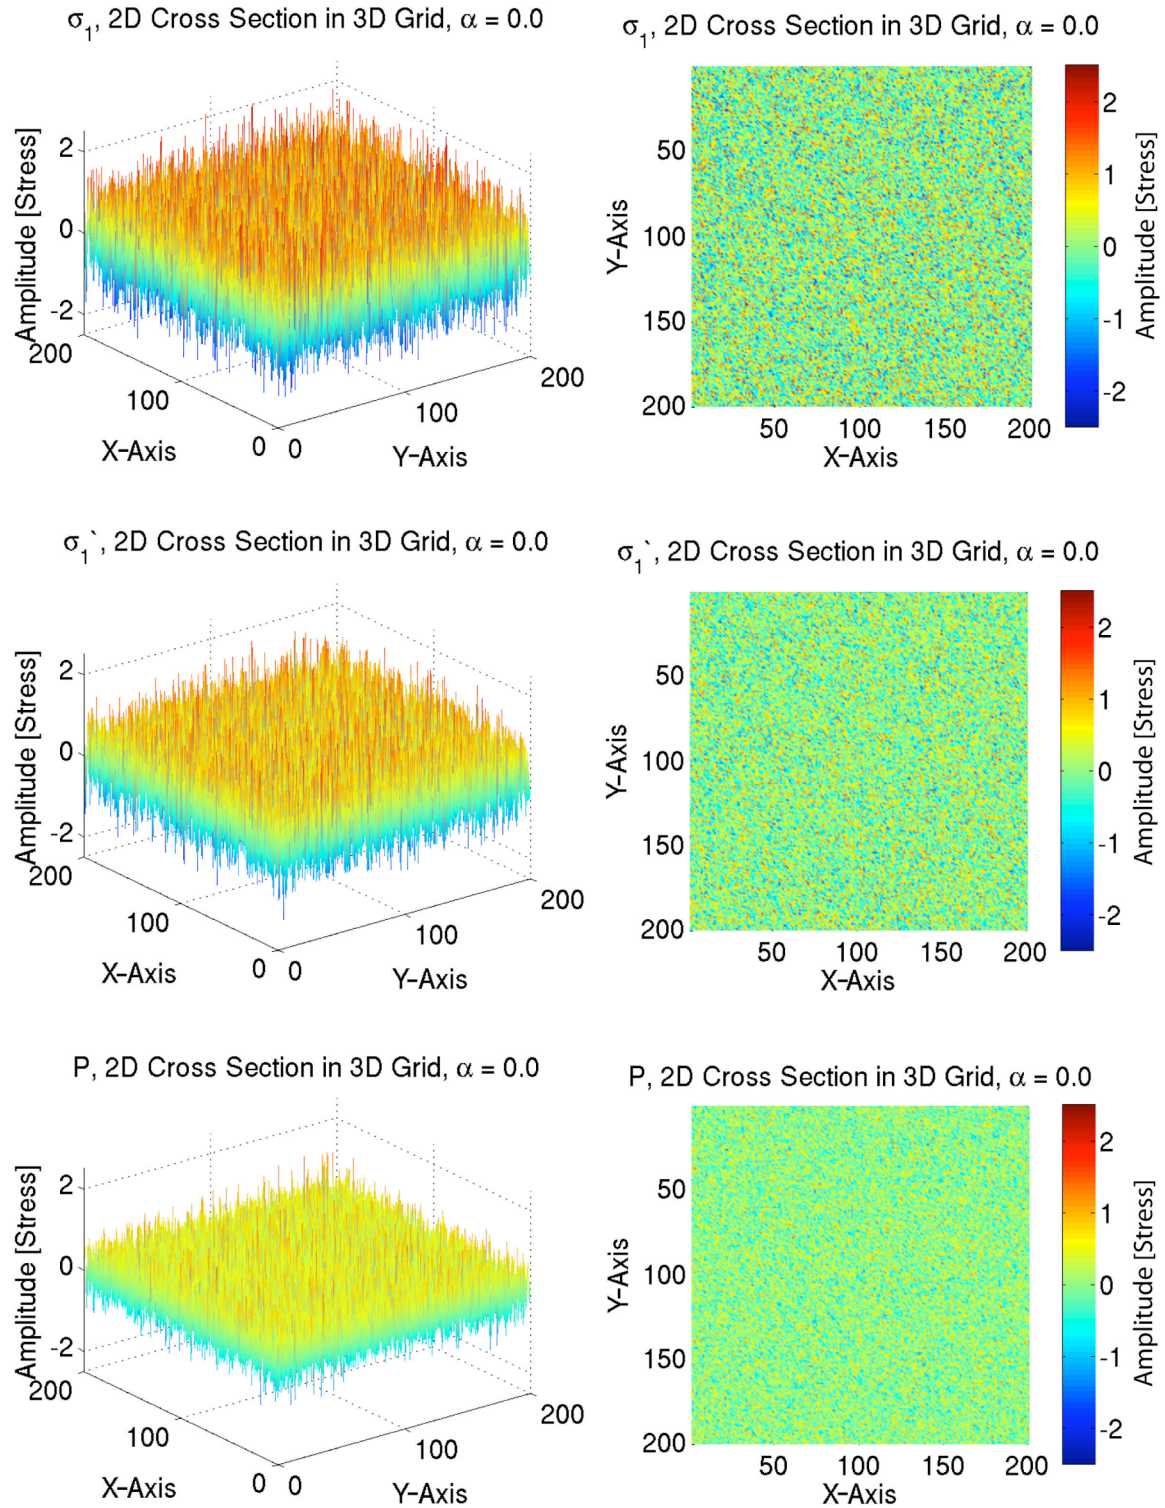 σ1, 2D Cross Section in 3D Grid, α = 0.0
Amplitude [Stress]
2
0
-2
200
100
0
X-Axis
0
100
200
Y-Axis
σ1, 2D Cross Section in 3D Grid, α = 0.0
Y-Axis
50
100
150
200
50 100 150 200
X-Axis
2
1
0
-1
-2
Amplitude [Stress]
σ1`, 2D Cross Section in 3D Grid, α = 0.0
Amplitude [Stress]
2
0
-2
200
100
0
X-Axis
0
100
200
Y-Axis
σ1`, 2D Cross Section in 3D Grid, α = 0.0
Y-Axis
50
100
150
200
50 100 150 200
X-Axis
2
1
0
-1
-2
Amplitude [Stress]
P, 2D Cross Section in 3D Grid, α = 0.0
Amplitude [Stress]
2
0
-2
200
100
0
X-Axis
0
100
200
Y-Axis
P, 2D Cross Section in 3D Grid, α = 0.0
Y-Axis
50
100
150
200
50 100 150 200
X-Axis
2
1
0
-1
-2
Amplitude [Stress]